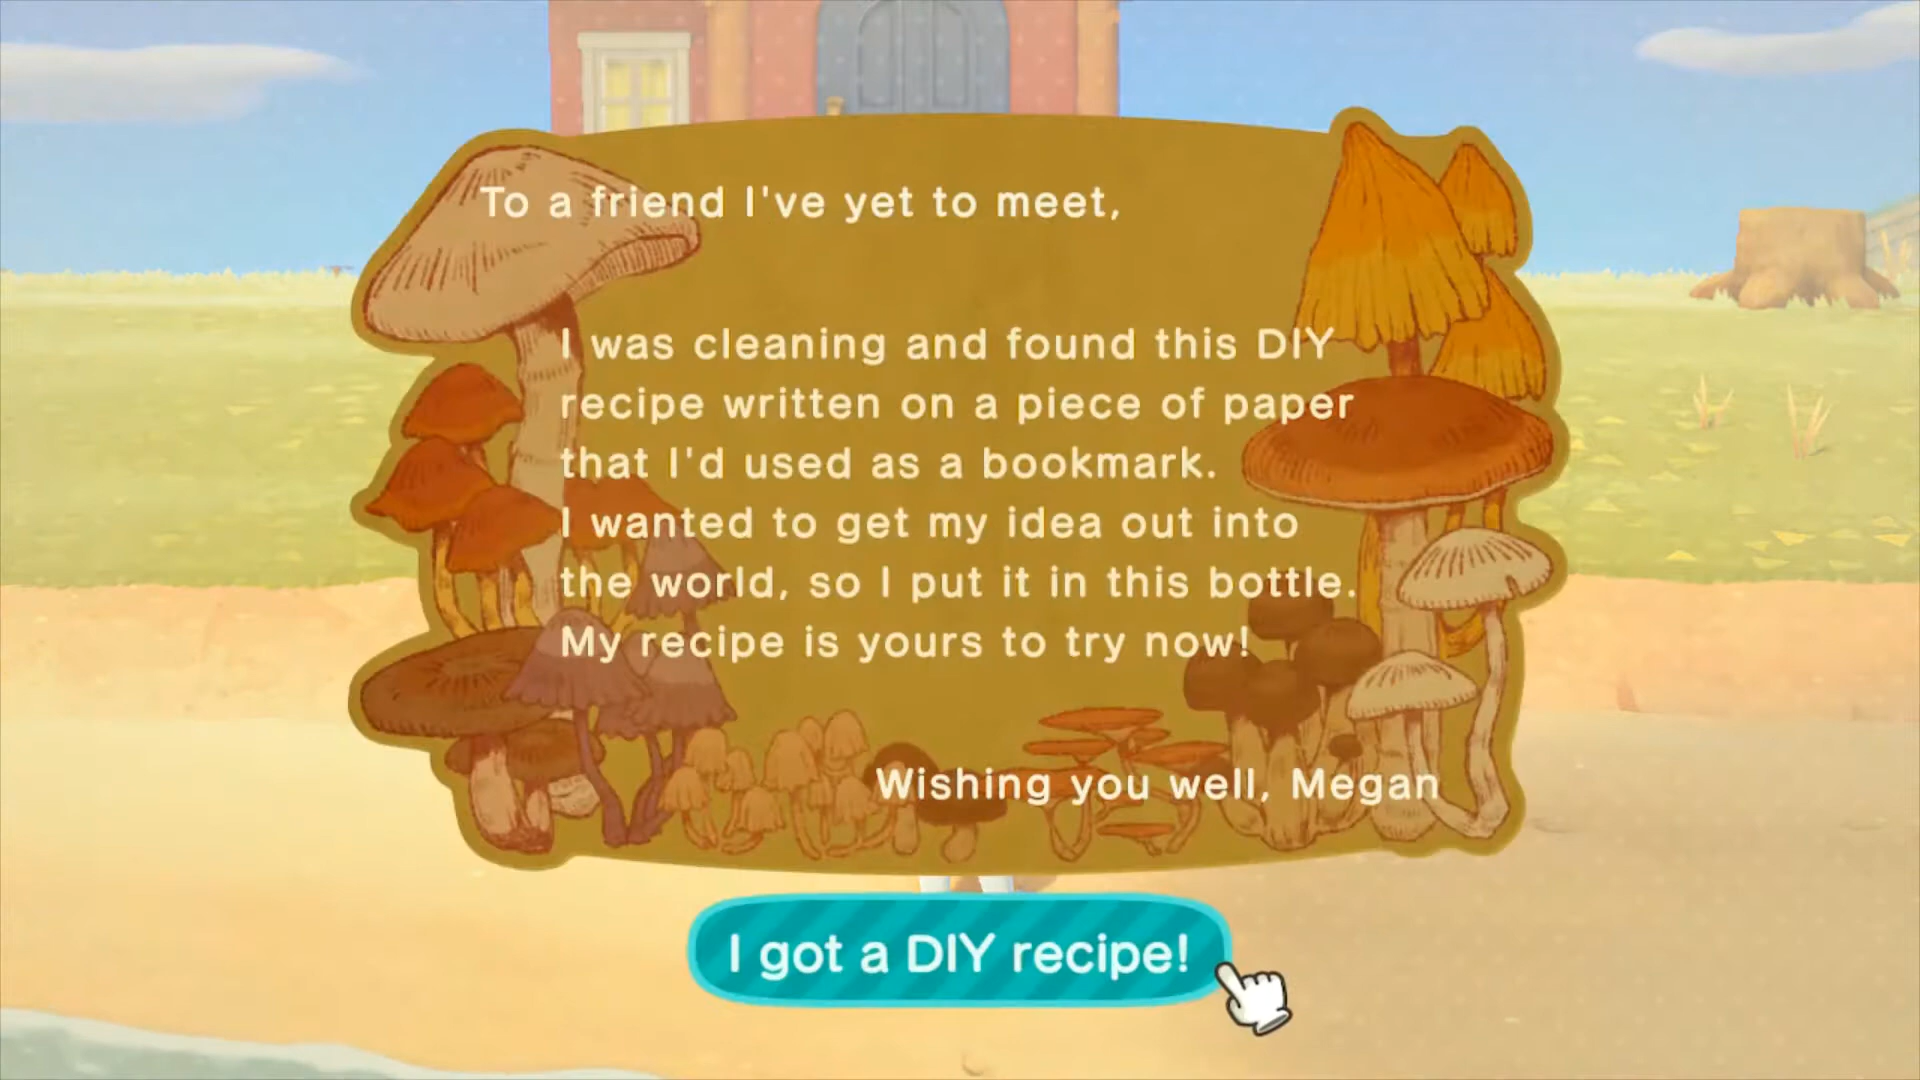 To a friend I've yet to meet,
I was cleaning and found this DIY
recipe written on a piece of paper
that I'd used as a bookmark.
I wanted to get my idea out into
the world, so I put it in this bottle.
My recipe is yours to try now!
Wishing you well, Megan
I got a DIY recipe!